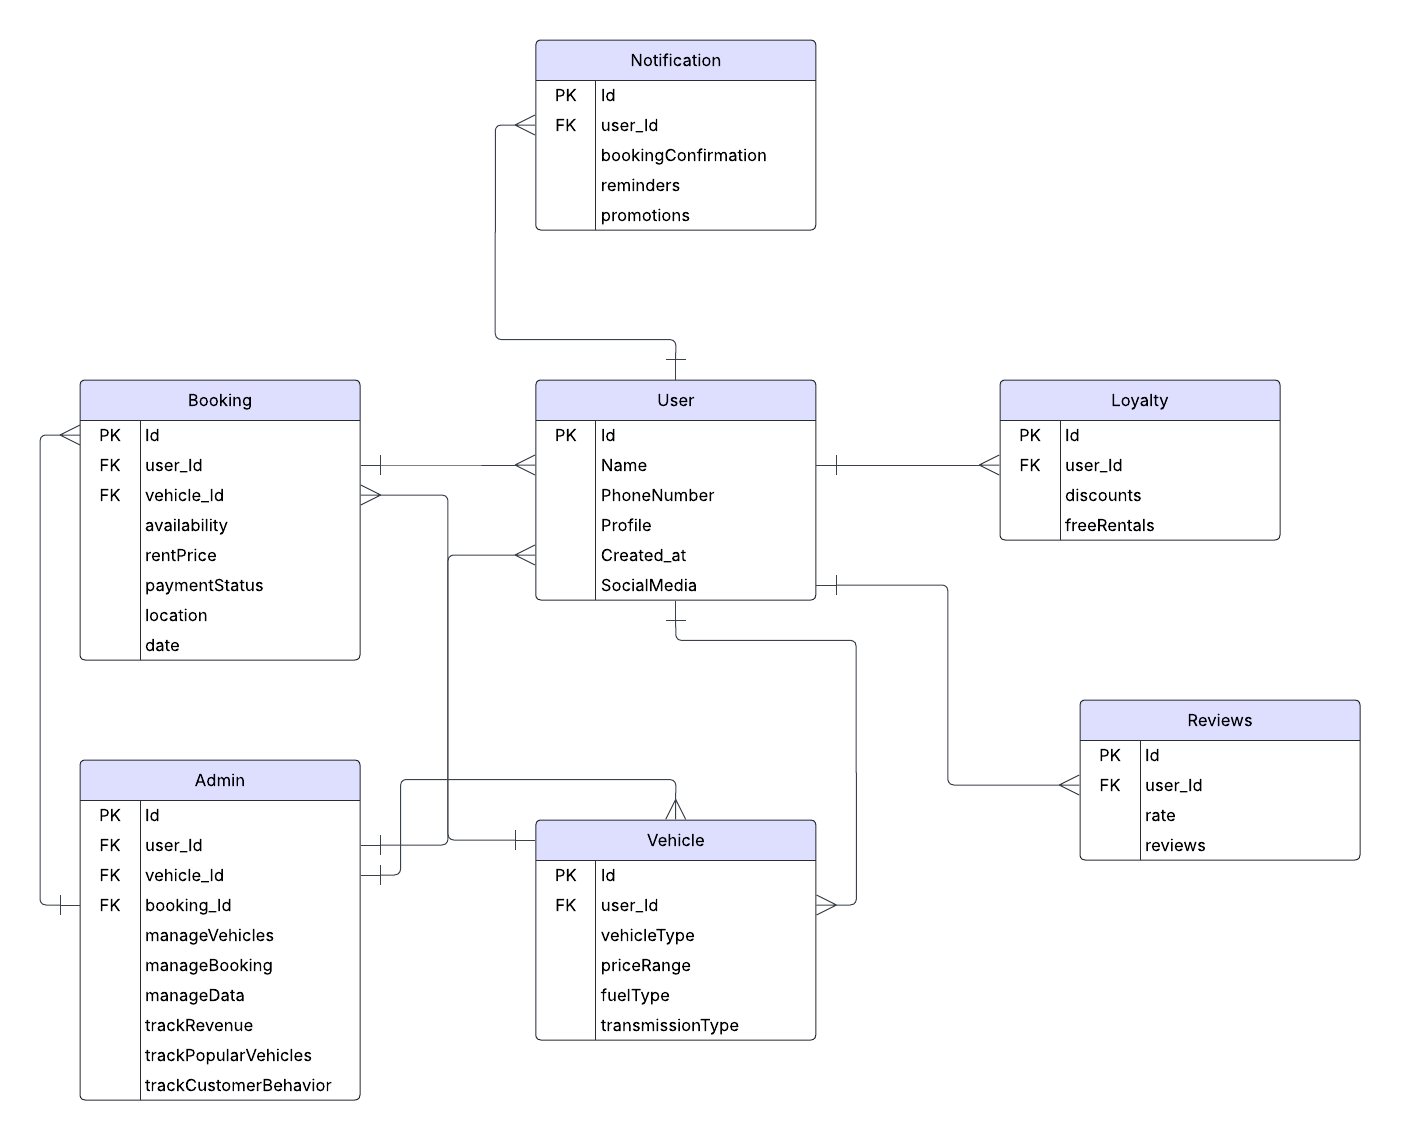 Notification
PK Id
FK user_Id
bookingConfirmation
reminders
promotions
Booking
PK Id
FK user_Id
FK vehicle_Id
availability
rentPrice
paymentStatus
location
date
User
PK Id
Name
PhoneNumber
Profile
Created_at
SocialMedia
Loyalty
PK Id
FK user_Id
discounts
freeRentals
Reviews
PK Id
FK user_Id
rate
reviews
Admin
PK Id
FK user_Id
FK vehicle_Id
FK booking_Id
manageVehicles
manageBooking
manageData
trackRevenue
trackPopularVehicles
trackCustomerBehavior
Vehicle
PK Id
FK user_Id
vehicleType
priceRange
fuelType
transmissionType